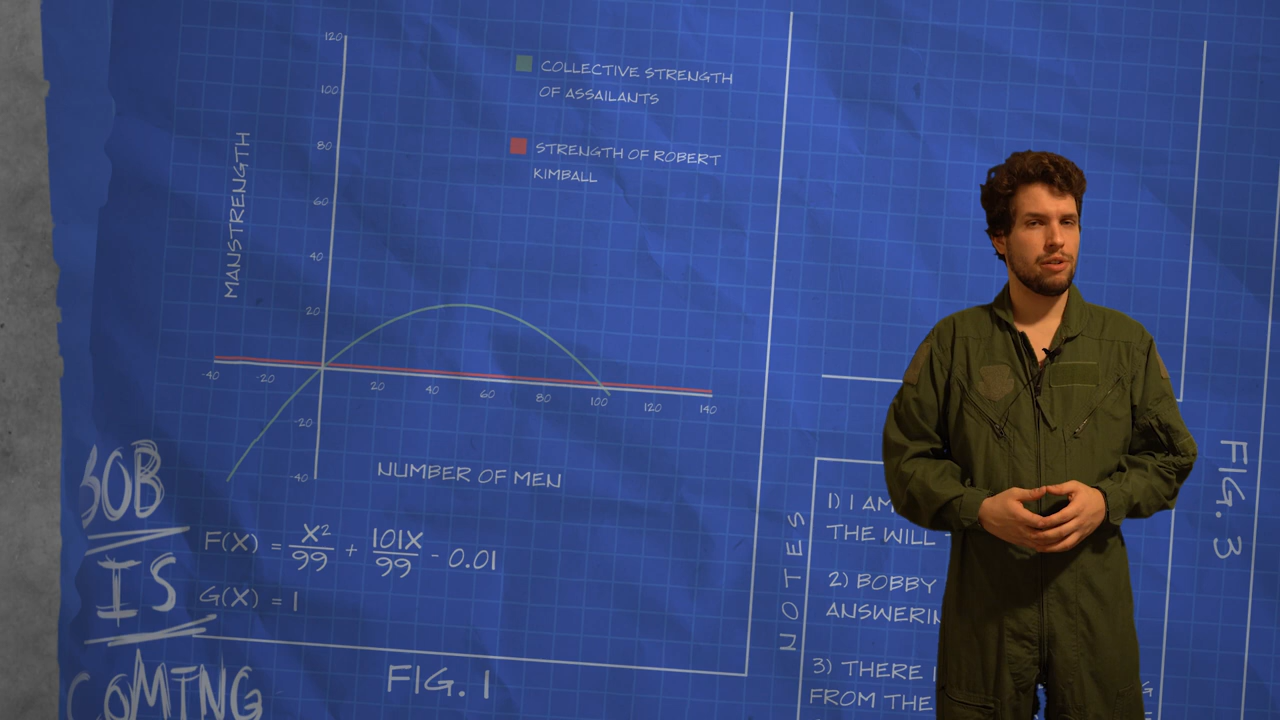 120
100
80
60
40
20
-20
-40
-40
-20
20
40
60
80
100
120
140
MANSTRENGTH
NUMBER OF MEN
COLLECTIVE STRENGTH
OF ASSAILANTS
STRENGTH OF ROBERT
KIMBALL
F(X) = X²/99 + 101X/99 - 0.01
G(X) = 1
FIG. 1
BOB
IS
COMING
NOTES
1) I AM
THE WILL
2) BOBBY
3) THERE
FROM THE
FIG. 3